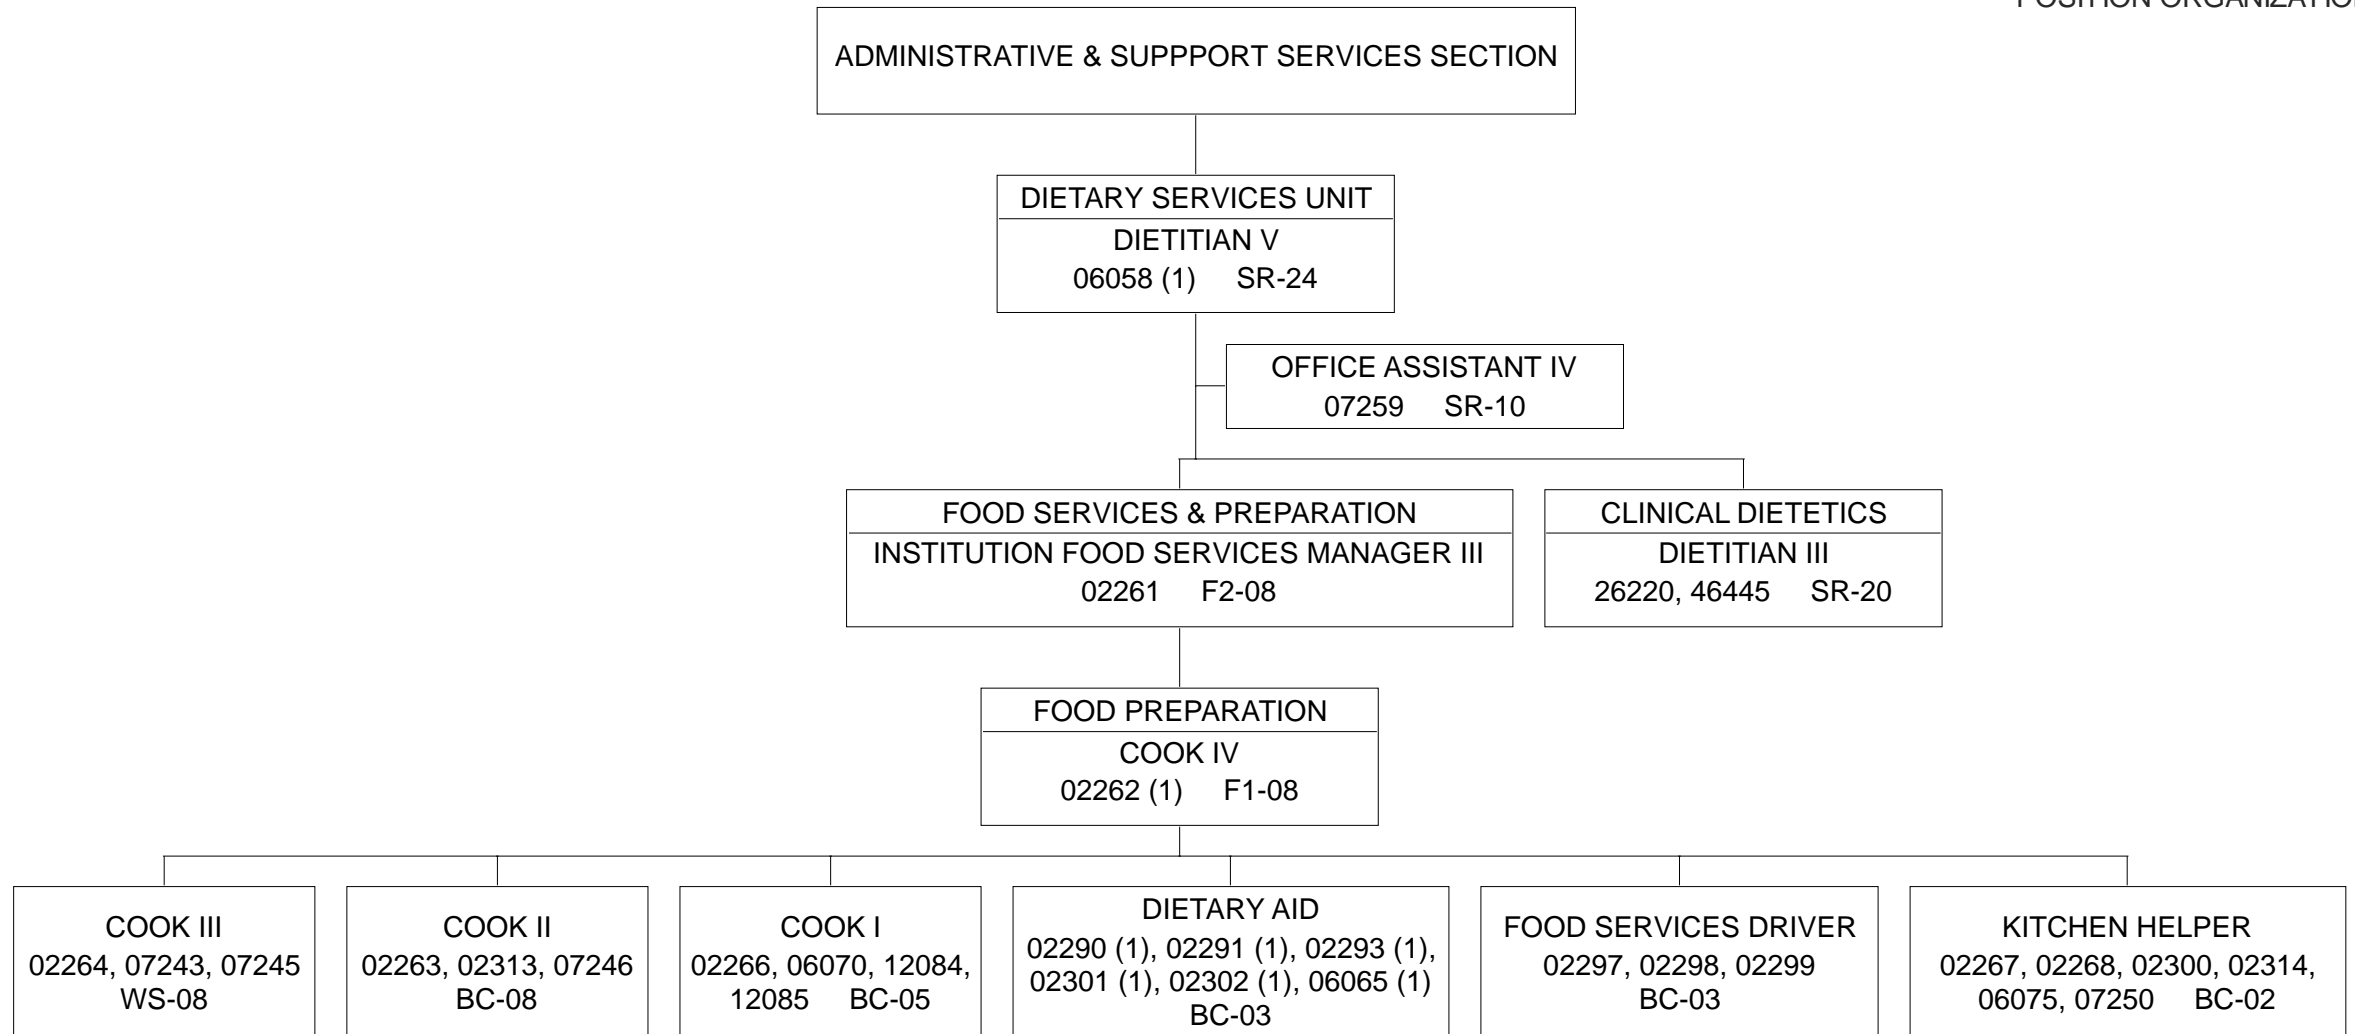 POSITION ORGANIZATIO
ADMINISTRATIVE & SUPPPORT SERVICES SECTION
DIETARY SERVICES UNIT
DIETITIAN V
06058 (1) SR-24
OFFICE ASSISTANT IV
07259 SR-10
FOOD SERVICES & PREPARATION
INSTITUTION FOOD SERVICES MANAGER III
02261 F2-08
CLINICAL DIETETICS
DIETITIAN III
26220, 46445 SR-20
FOOD PREPARATION
COOK IV
02262 (1) F1-08
COOK III
02264, 07243, 07245
WS-08
COOK II
02263, 02313, 07246
BC-08
COOK I
02266, 06070, 12084,
12085 BC-05
DIETARY AID
02290 (1), 02291 (1), 02293 (1),
02301 (1), 02302 (1), 06065 (1)
BC-03
FOOD SERVICES DRIVER
02297, 02298, 02299
BC-03
KITCHEN HELPER
02267, 02268, 02300, 02314,
06075, 07250 BC-02